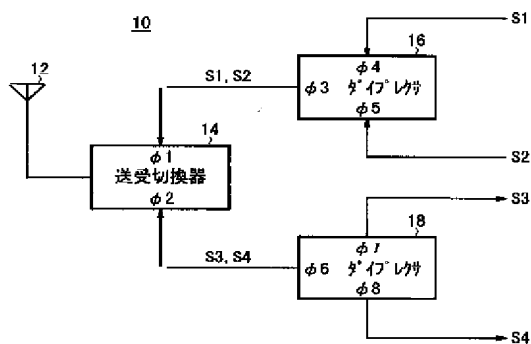 10
S1
12
16
φ4
S1, S2
φ3 ダイプレクサ
φ5
14
φ1
送受切換器
S2
φ2
S3
18
φ7
S3, S4
φ6 ダイプレクサ
φ8
S4